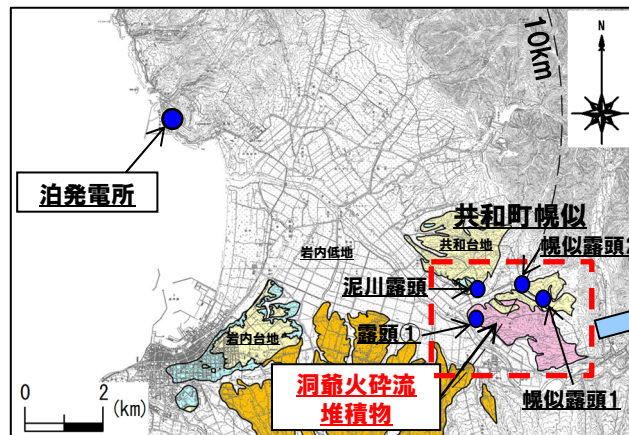 10km
N
泊発電所
共和町幌似
共和台地
幌似露頭2
岩内低地
泥川露頭
岩内台地
露頭①
洞爺火砕流
堆積物
幌似露頭1
0 2
(km)